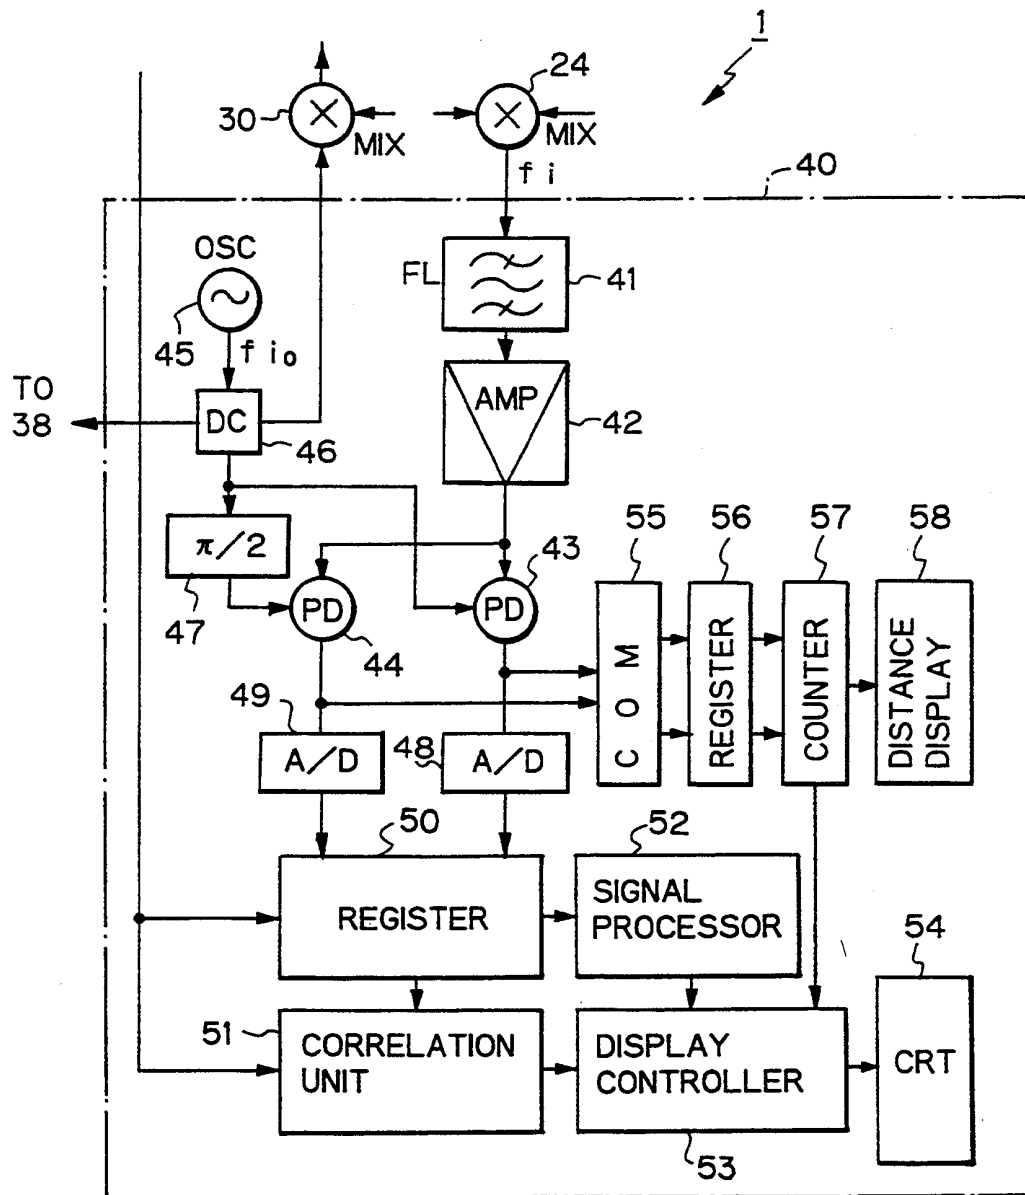 1
24
30
MIX
MIX
f i
40
OSC
FL
41
45
f i₀
TO
38
DC
46
AMP
42
π/2
47
43
PD
PD
44
55
56
57
58
COM
REGISTER
COUNTER
DISTANCE
DISPLAY
49
A/D
48
A/D
50
52
REGISTER
SIGNAL
PROCESSOR
54
51
CORRELATION
UNIT
DISPLAY
CONTROLLER
CRT
53